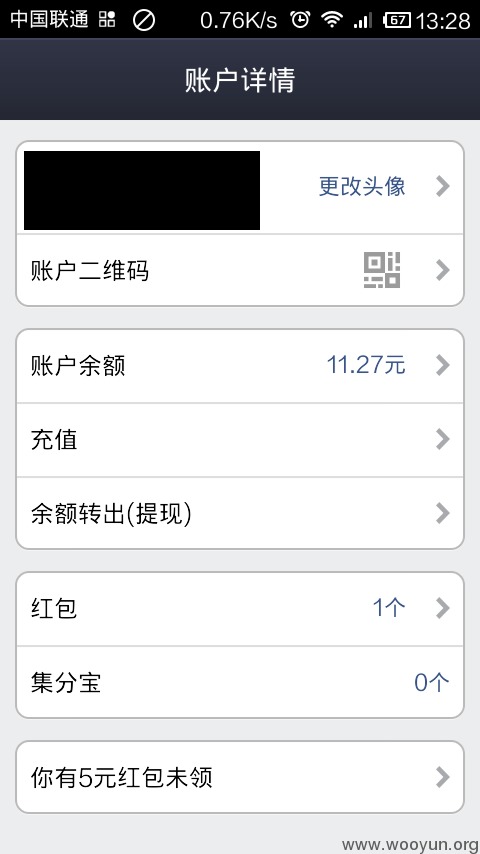 中国联通 0.76K/s 67 13:28
账户详情
更改头像
账户二维码
账户余额 11.27元
充值
余额转出(提现)
红包 1个
集分宝 0个
你有5元红包未领
www.wooyun.org